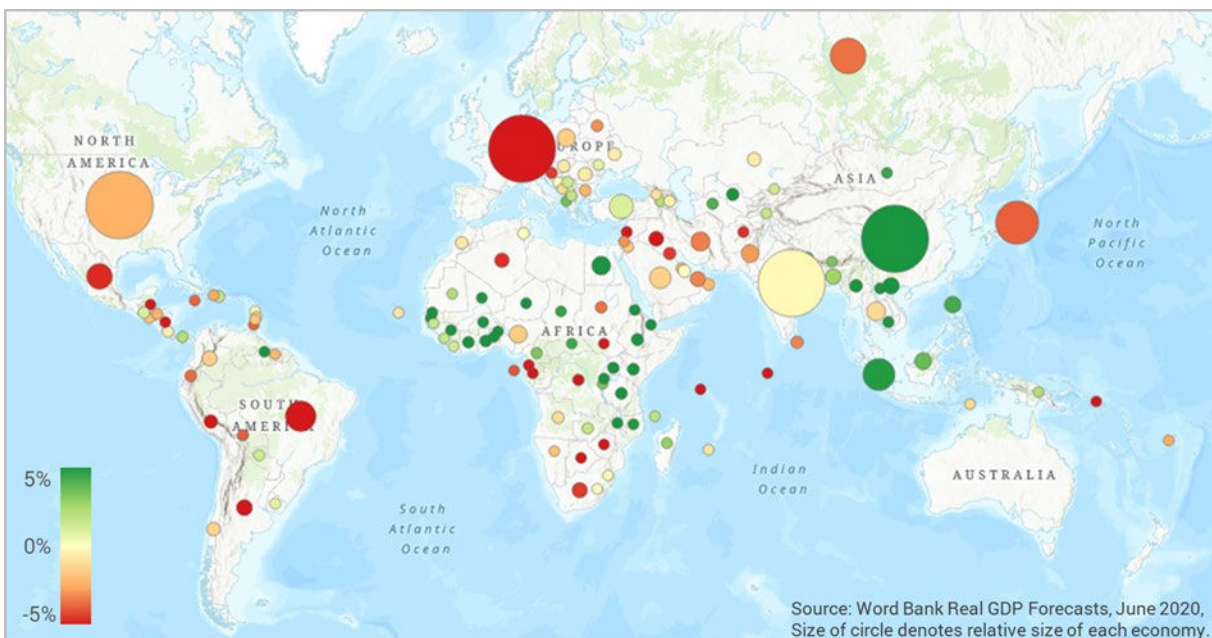 NORTH
AMERICA
EUROPE
ASIA
North
Atlantic
Ocean
North
Pacific
Ocean
AFRICA
SOUTH
AMERICA
Indian
Ocean
AUSTRALIA
South
Atlantic
Ocean
5%
0%
-5%
Source: Word Bank Real GDP Forecasts, June 2020,
Size of circle denotes relative size of each economy